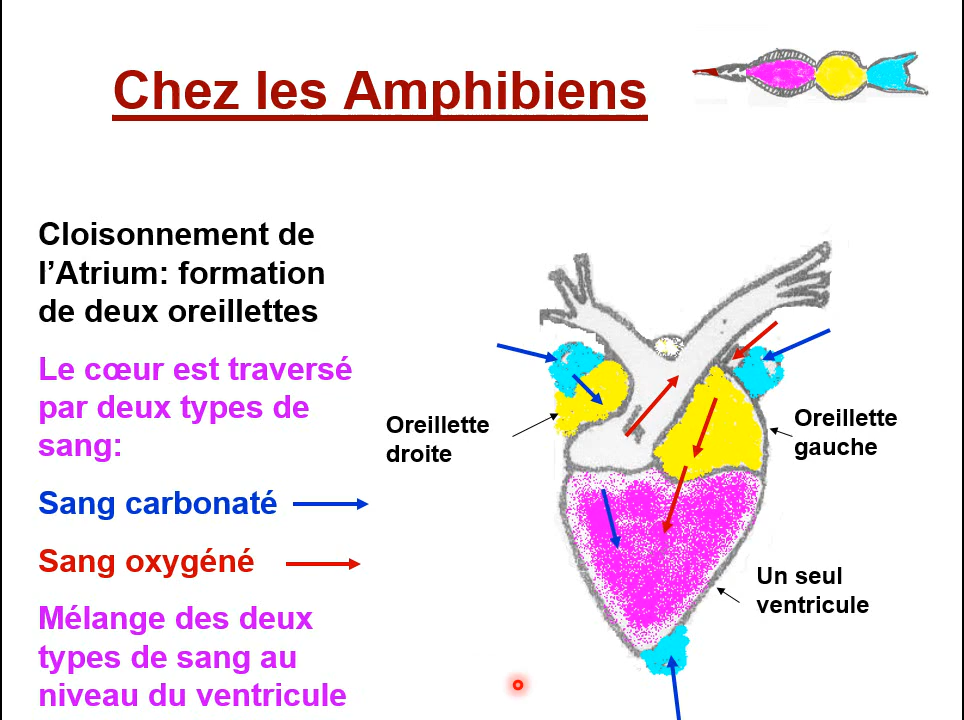 Chez les Amphibiens
Cloisonnement de
l’Atrium: formation
de deux oreillettes
Le cœur est traversé
par deux types de
sang:
Sang carbonaté
Sang oxygéné
Mélange des deux
types de sang au
niveau du ventricule
Oreillette
droite
Oreillette
gauche
Un seul
ventricule